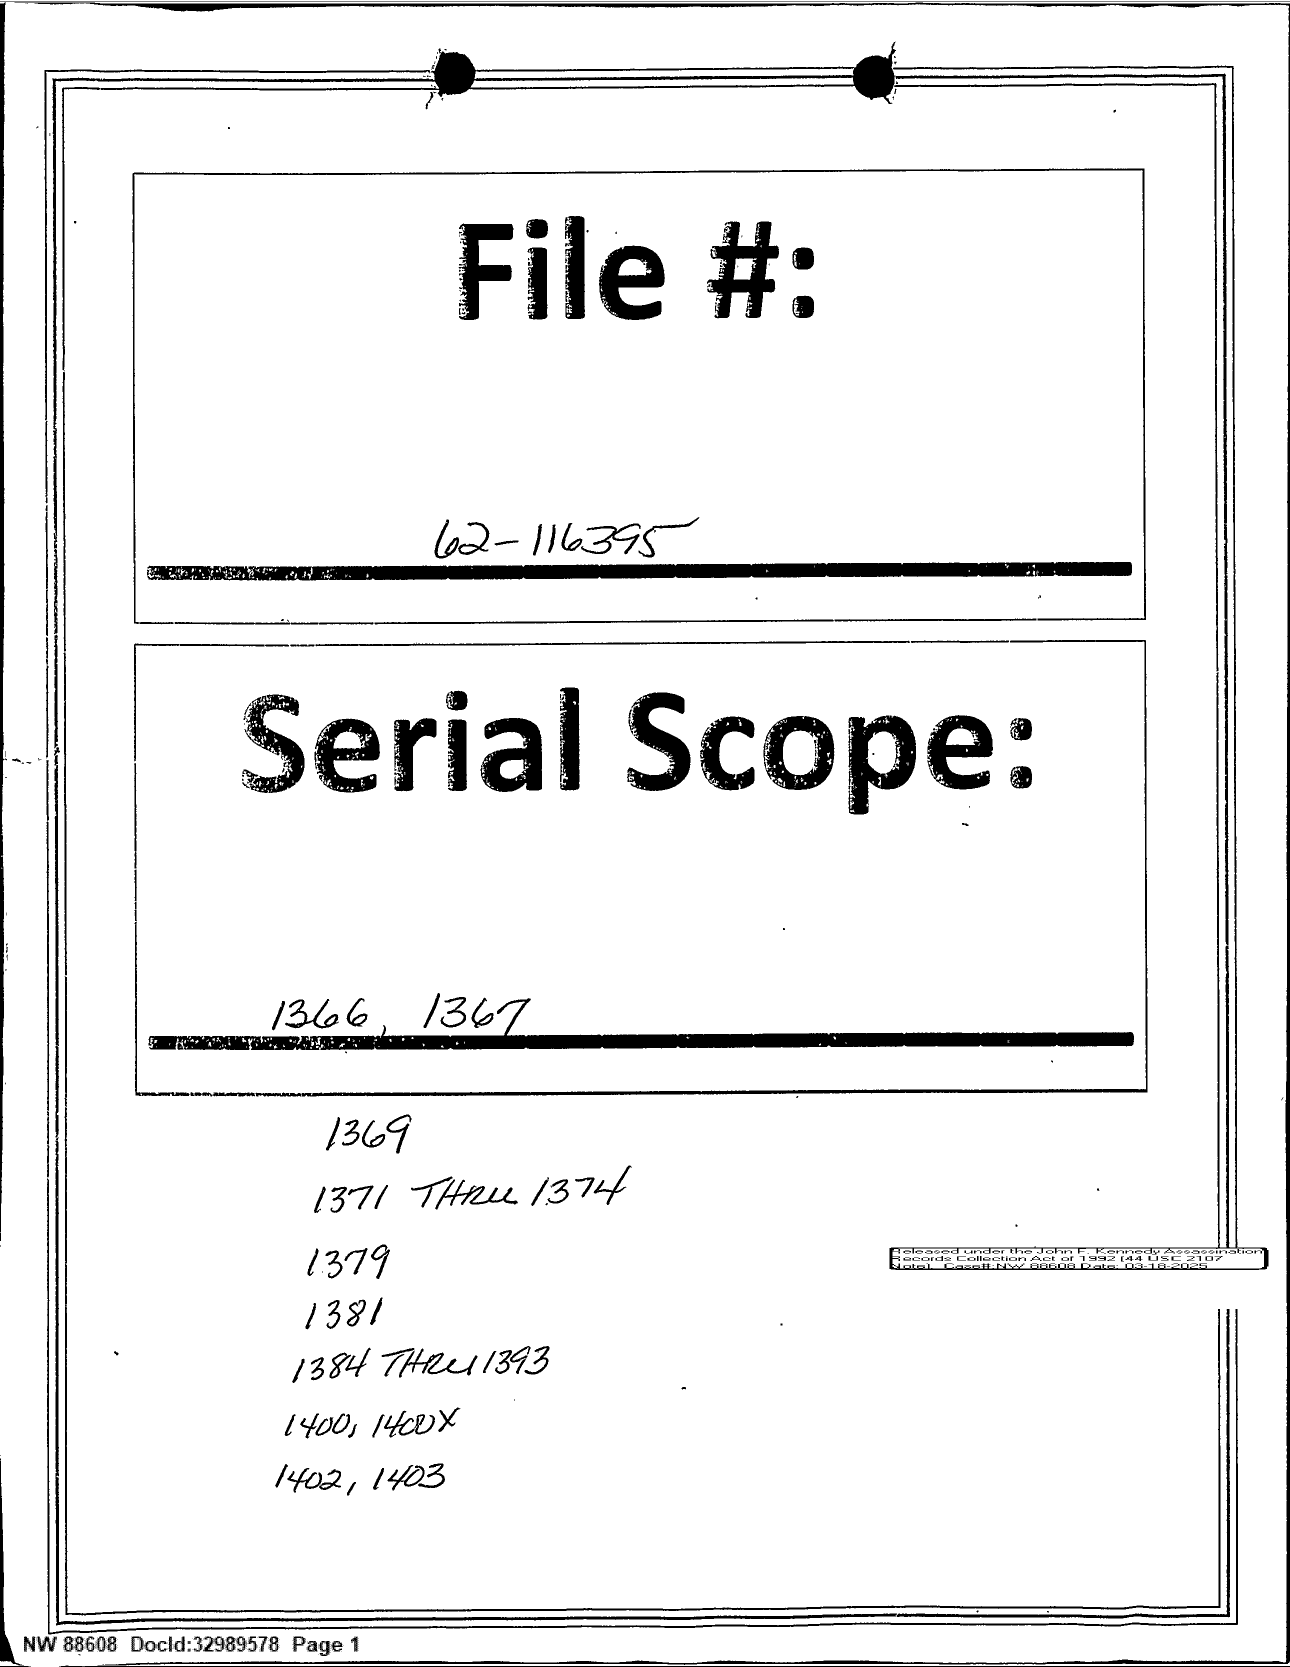 File #:
62-116395
Serial Scope:
1366, 1367
1369
1371 THRU 1374
1379
1381
1384 THRU 1393
1400, 1400X
1402, 1403
Released under the John F. Kennedy Assassination
Records Collection Act of 1992 (44 USC 2107
Note). Case#:NW 88608 Date: 03-18-2025
NW 88608 DocId:32989578 Page 1